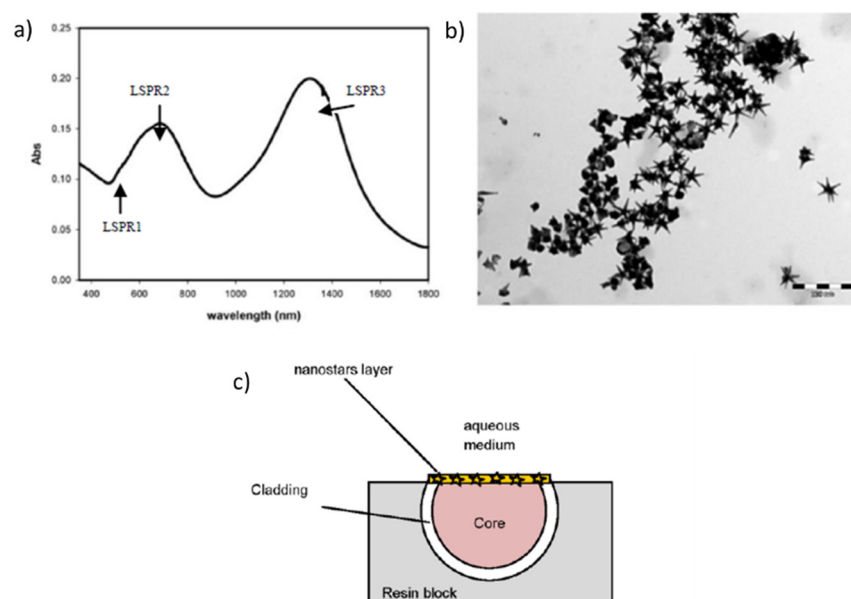 a)
LSPR2
LSPR3
LSPR1
Abs
0.25
0.20
0.15
0.10
0.05
0.00
400 600 800 1000 1200 1400 1600 1800
wavelength (nm)
b)
c)
nanostars layer
aqueous
medium
Cladding
Core
Resin block